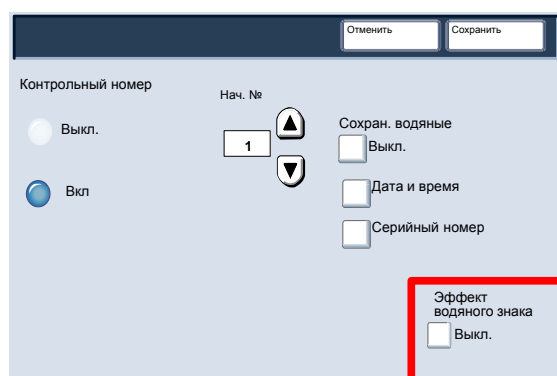 Отменить
Сохранить
Контрольный номер
Выкл.
Вкл
Нач. №
1
Сохран. водяные
Выкл.
Дата и время
Серийный номер
Эффект
водяного знака
Выкл.